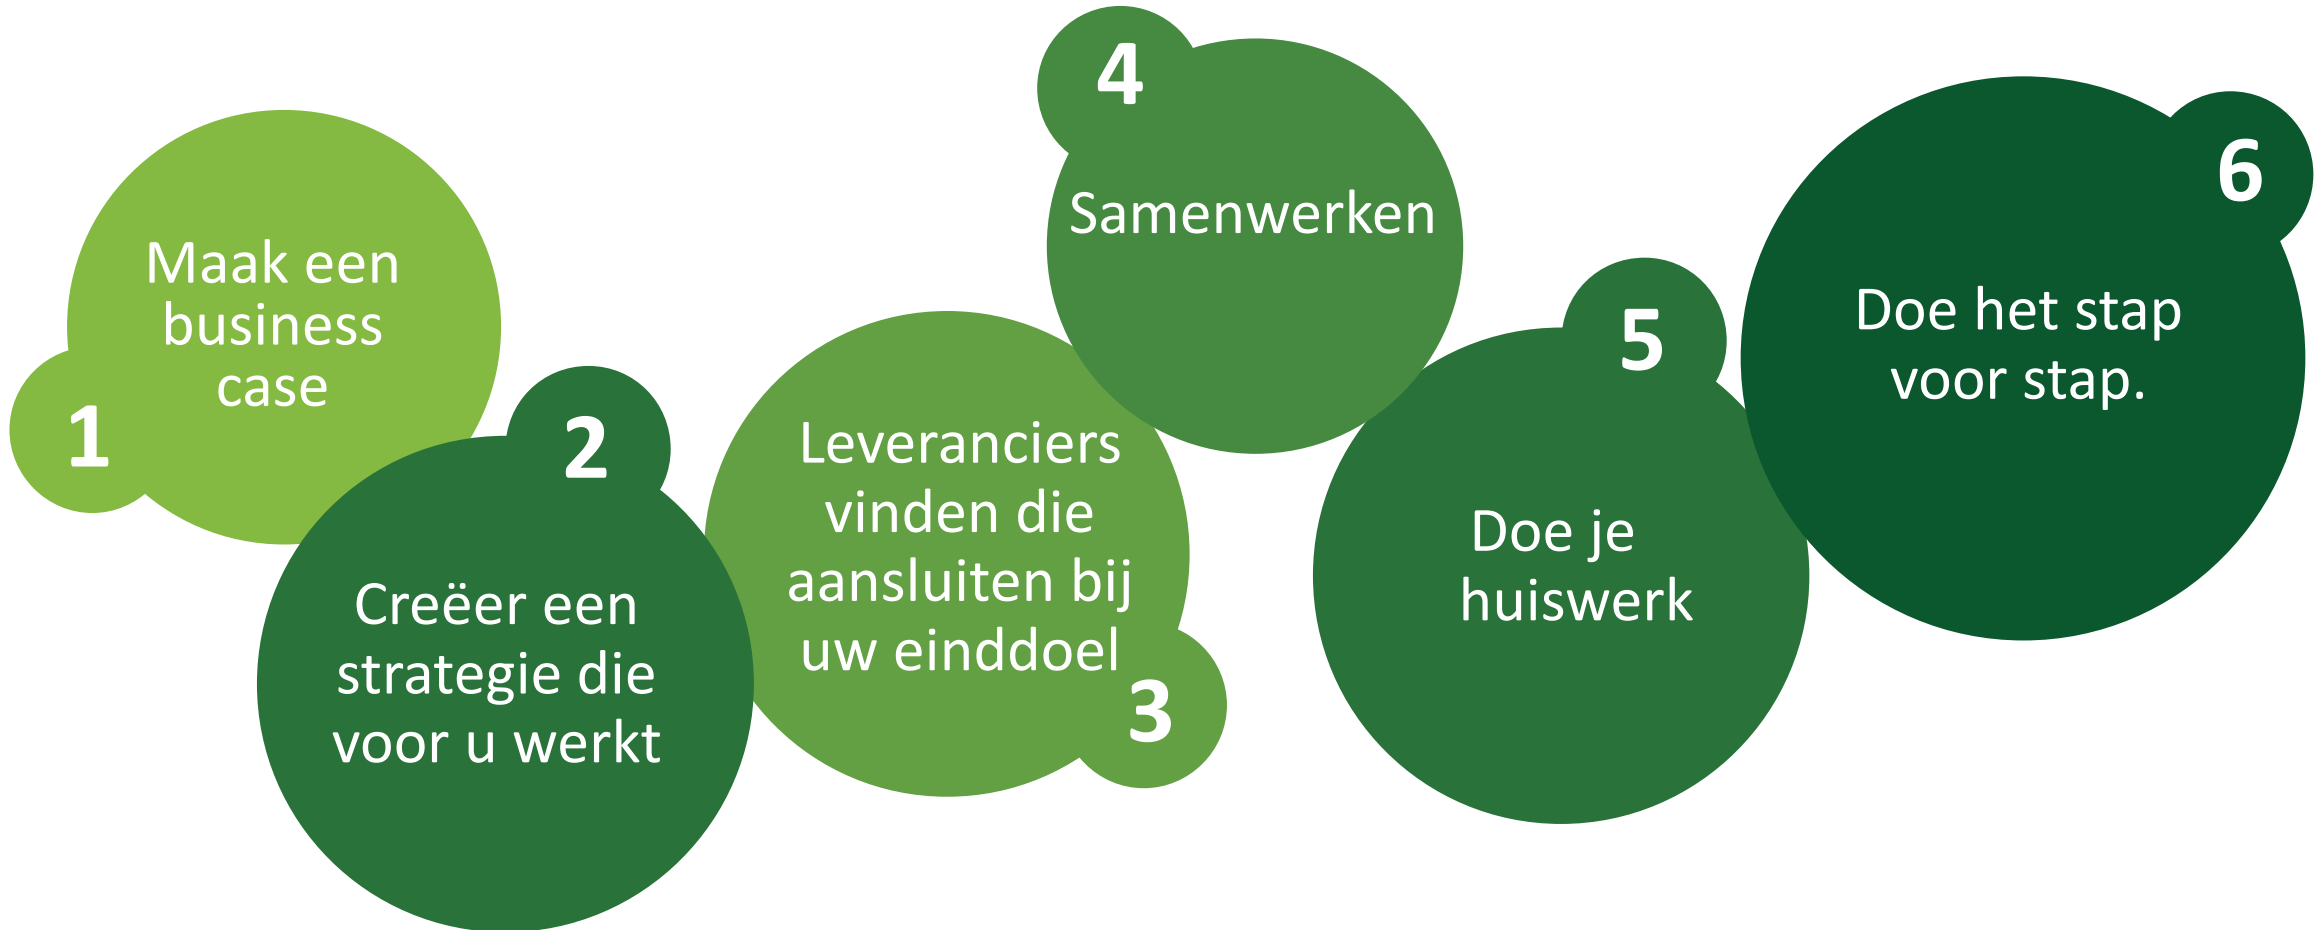 1
Maak een
business
case
2
Creëer een
strategie die
voor u werkt
3
Leveranciers
vinden die
aansluiten bij
uw einddoel
4
Samenwerken
5
Doe je
huiswerk
6
Doe het stap
voor stap.